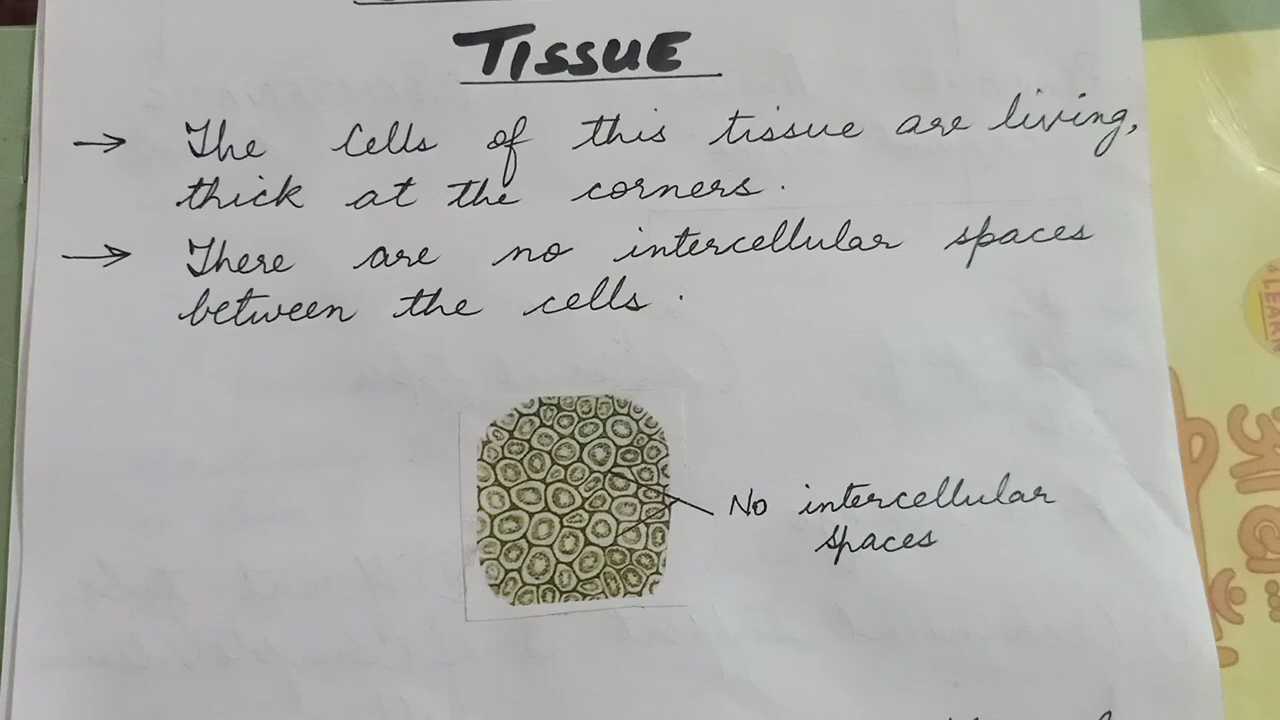 TISSUE
→ The Cells of this tissue are living,
thick at the corners.
→ There are no intercellular spaces
between the cells.
No intercellular
spaces
LEARN